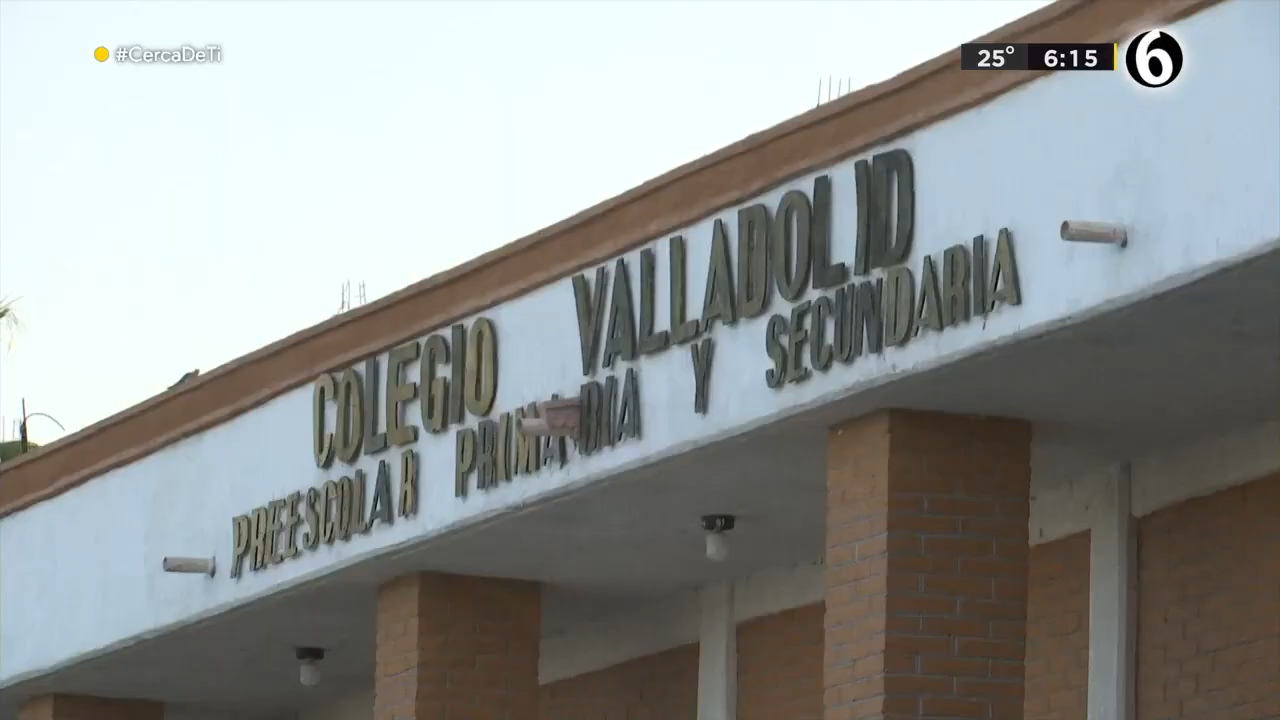 #CercaDeTi
25° 6:15 6
COLEGIO VALLADOLID
PREESCOLAR PRIMARIA Y SECUNDARIA